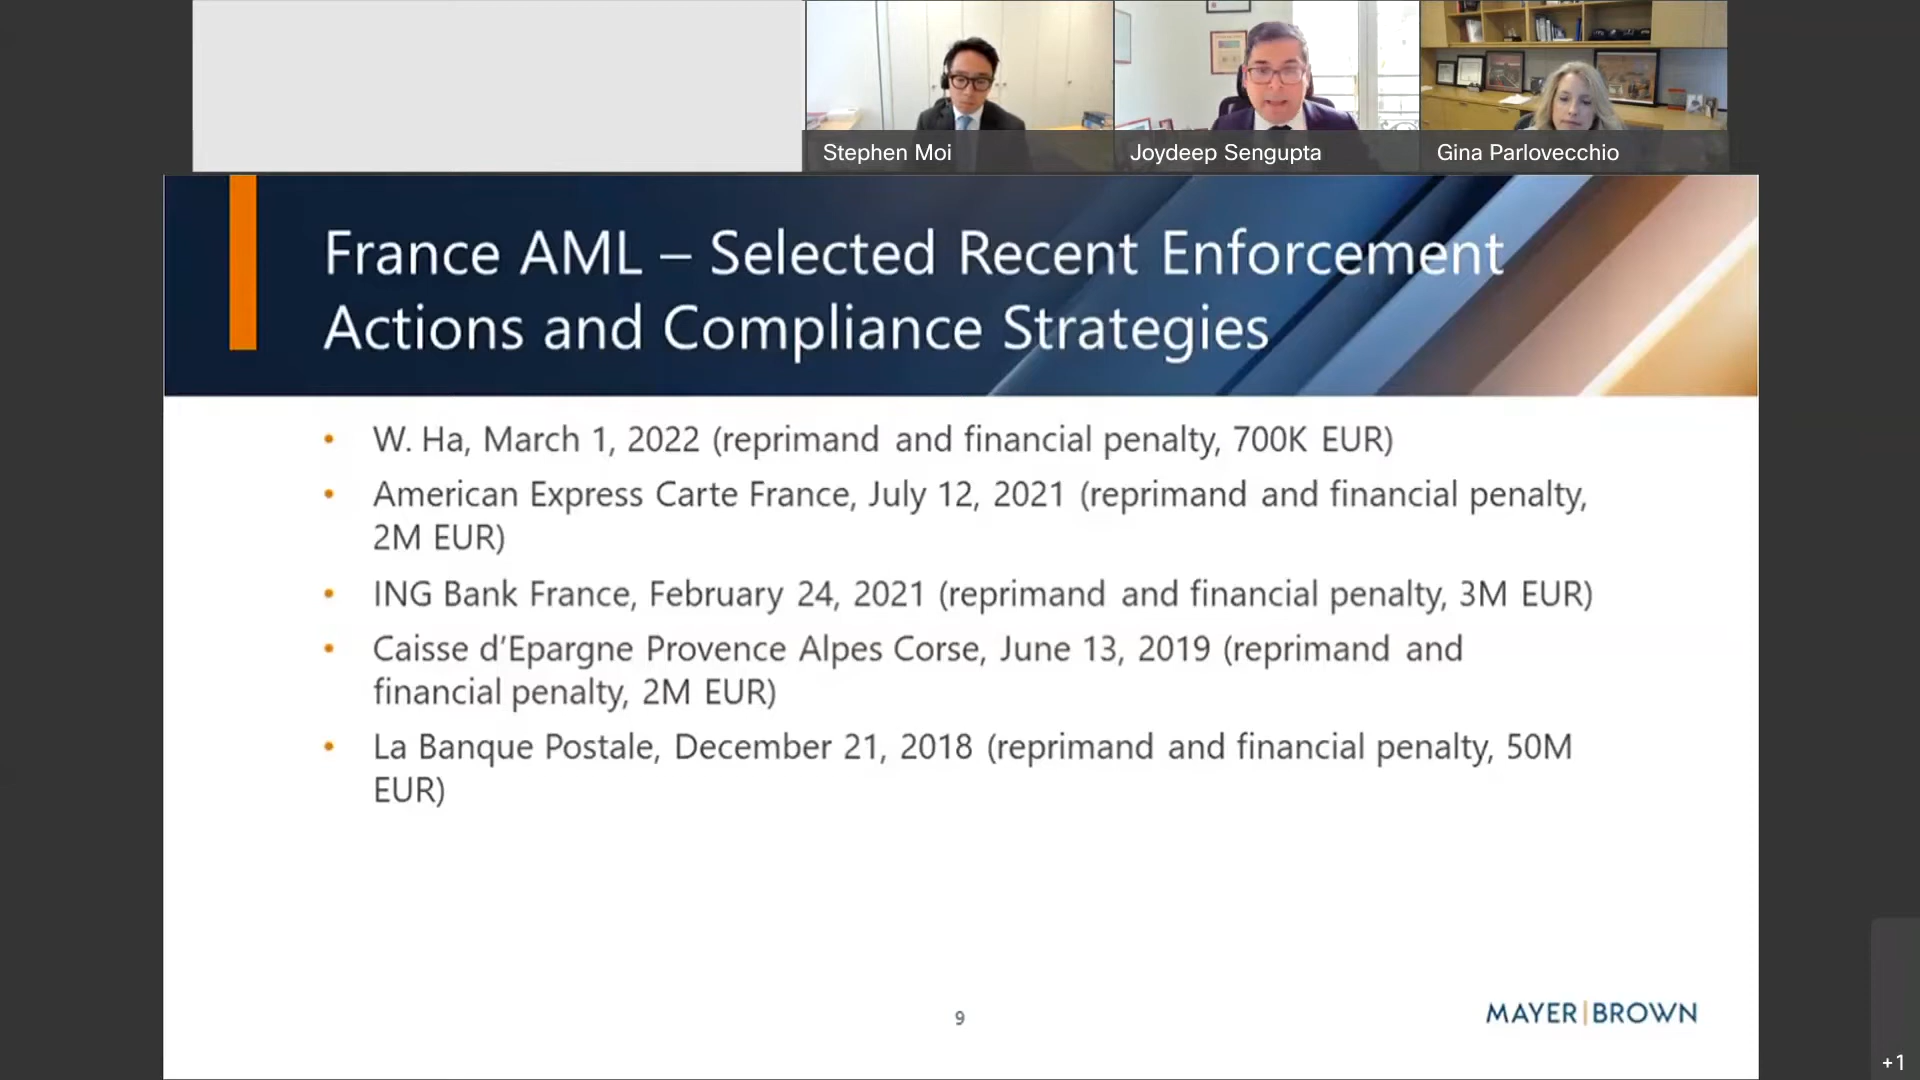 Stephen Moi
Joydeep Sengupta
Gina Parlovecchio
France AML – Selected Recent Enforcement
Actions and Compliance Strategies
• W. Ha, March 1, 2022 (reprimand and financial penalty, 700K EUR)
• American Express Carte France, July 12, 2021 (reprimand and financial penalty,
2M EUR)
• ING Bank France, February 24, 2021 (reprimand and financial penalty, 3M EUR)
• Caisse d’Epargne Provence Alpes Corse, June 13, 2019 (reprimand and
financial penalty, 2M EUR)
• La Banque Postale, December 21, 2018 (reprimand and financial penalty, 50M
EUR)
9
MAYER|BROWN
+1